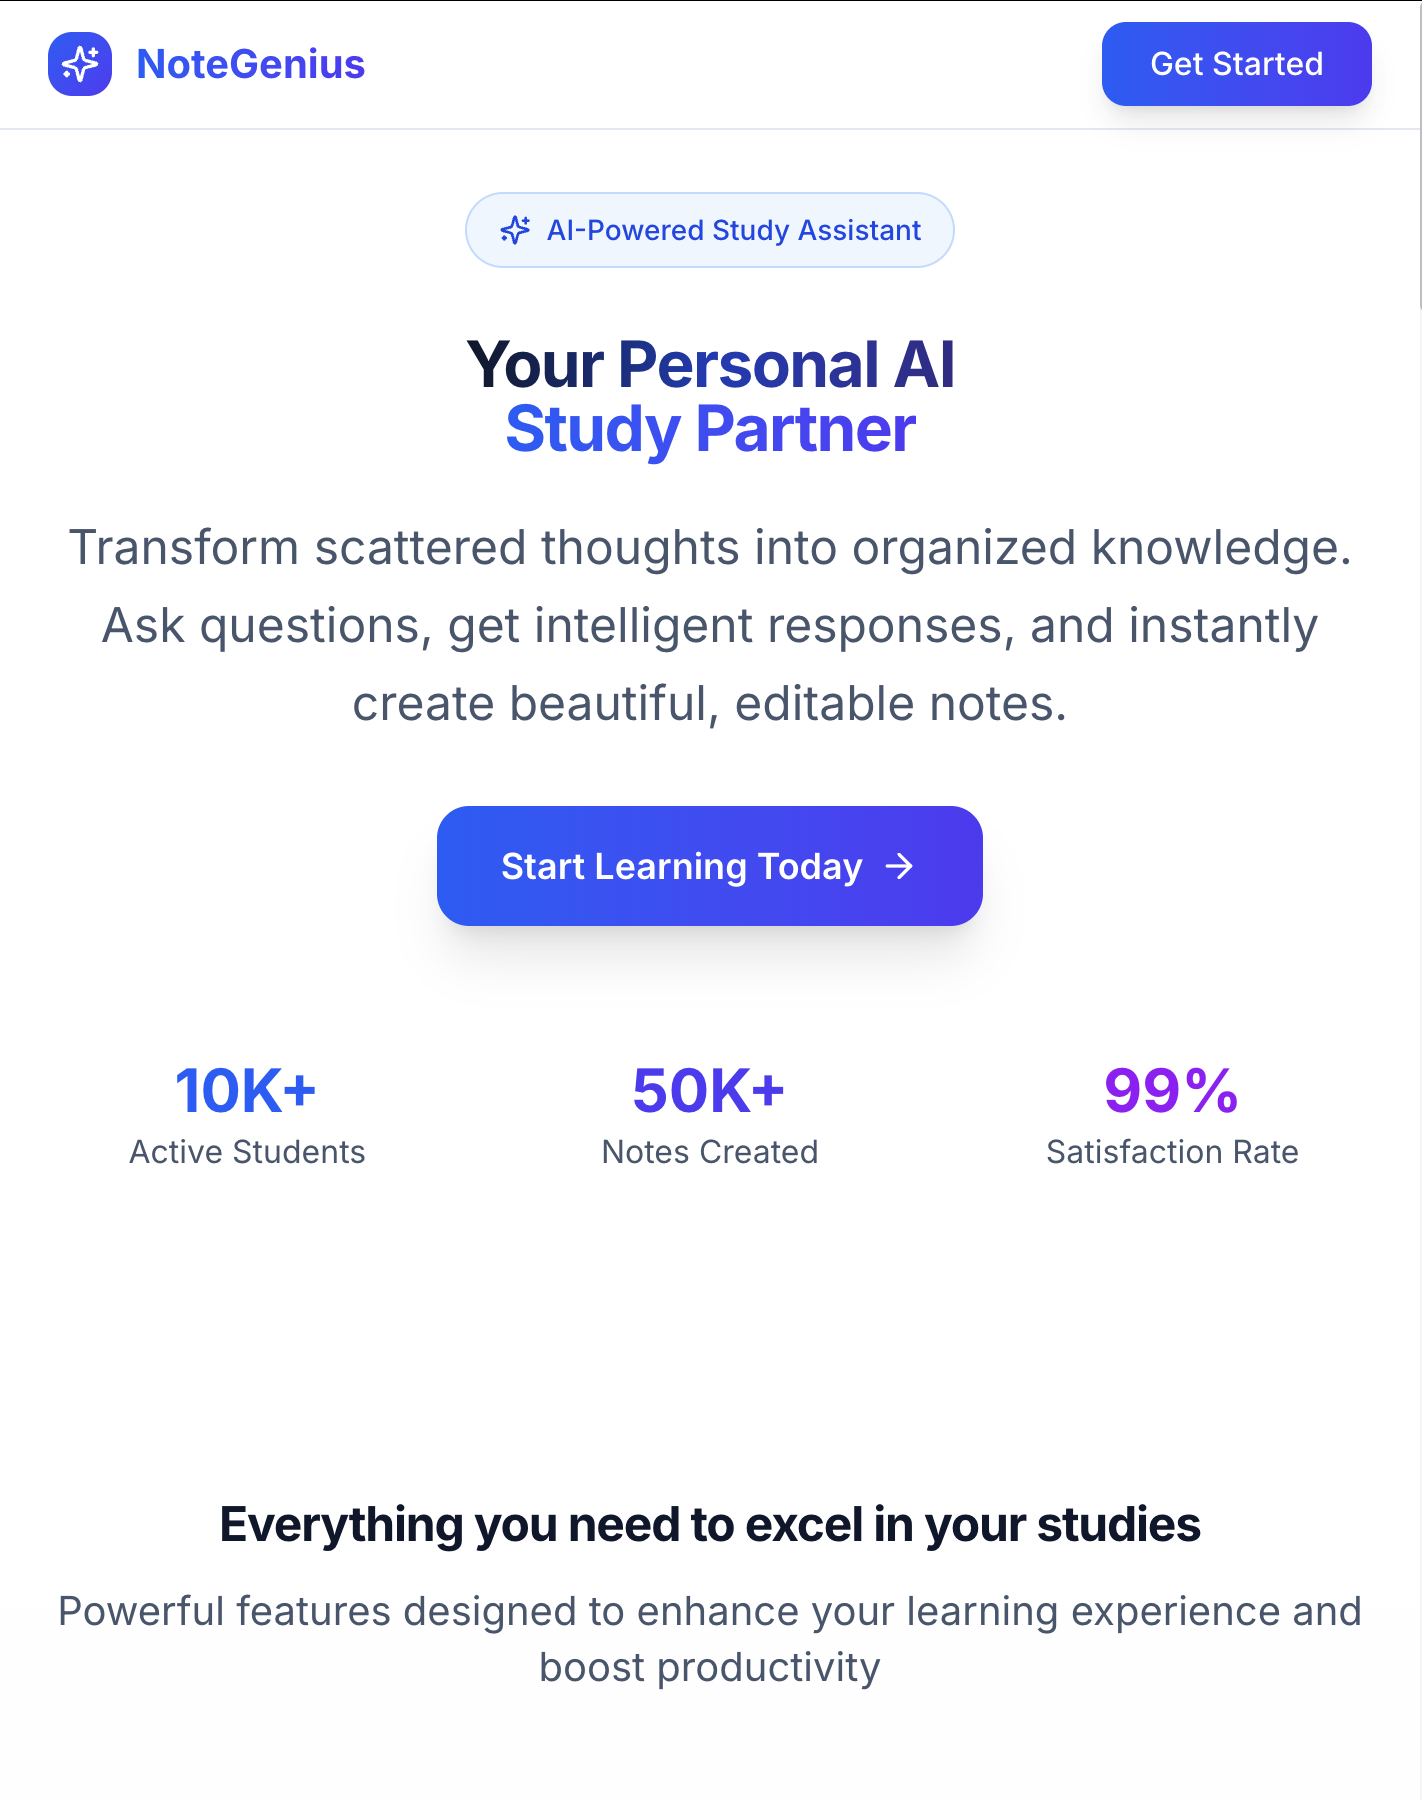 NoteGenius
Get Started
AI-Powered Study Assistant
Your Personal AI
Study Partner
Transform scattered thoughts into organized knowledge.
Ask questions, get intelligent responses, and instantly
create beautiful, editable notes.
Start Learning Today
10K+
Active Students
50K+
Notes Created
99%
Satisfaction Rate
Everything you need to excel in your studies
Powerful features designed to enhance your learning experience and
boost productivity